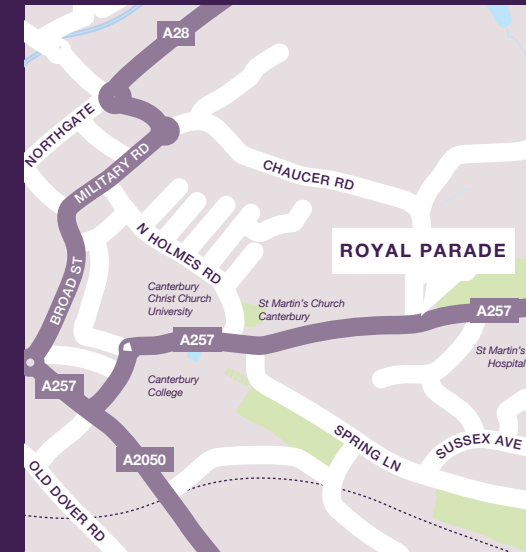 A28
NORTHGATE
MILITARY RD
CHAUCER RD
N HOLMES RD
ROYAL PARADE
BROAD ST
Canterbury
Christ Church
University
St Martin's Church
Canterbury
A257
A257
St Martin's
Hospital
A257
Canterbury
College
A2050
SPRING LN
SUSSEX AVE
OLD DOVER RD